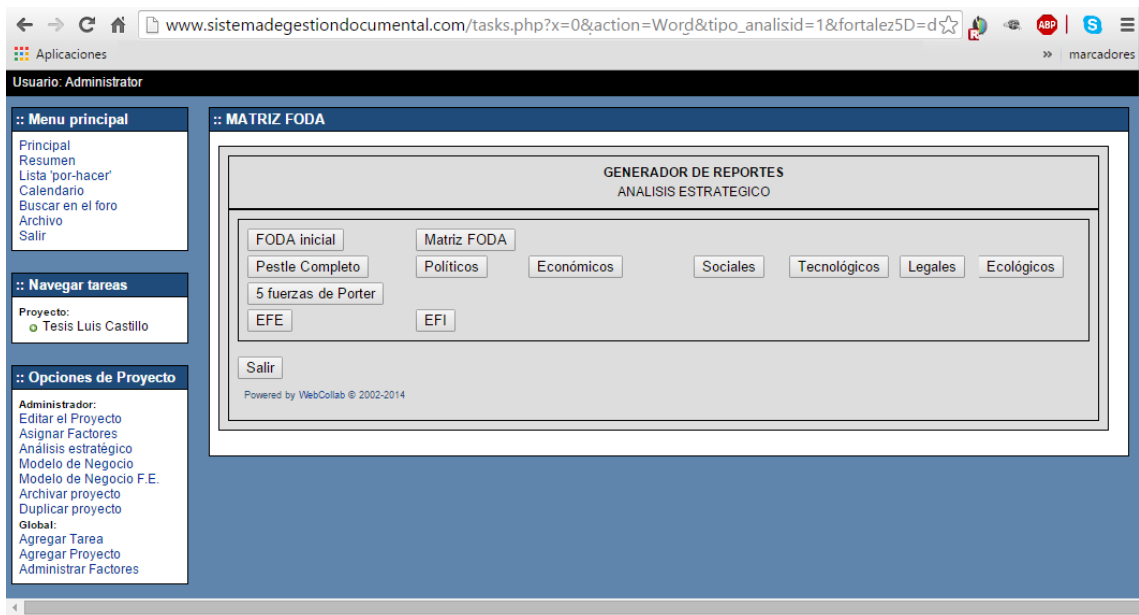 www.sistemadegestiondocumental.com/tasks.php?x=0&action=Word&tipo_analisid=1&fortalez5D=d
ABP
Aplicaciones
» marcadores
Usuario: Administrator
:: Menu principal
Principal
Resumen
Lista 'por-hacer'
Calendario
Buscar en el foro
Archivo
Salir
:: Navegar tareas
Proyecto:
Tesis Luis Castillo
:: Opciones de Proyecto
Administrador:
Editar el Proyecto
Asignar Factores
Análisis estratégico
Modelo de Negocio
Modelo de Negocio F.E.
Archivar proyecto
Duplicar proyecto
Global:
Agregar Tarea
Agregar Proyecto
Administrar Factores
:: MATRIZ FODA
GENERADOR DE REPORTES
ANALISIS ESTRATEGICO
FODA inicial Matriz FODA
Pestle Completo Políticos Económicos Sociales Tecnológicos Legales Ecológicos
5 fuerzas de Porter
EFE EFI
Salir
Powered by WebCollab © 2002-2014